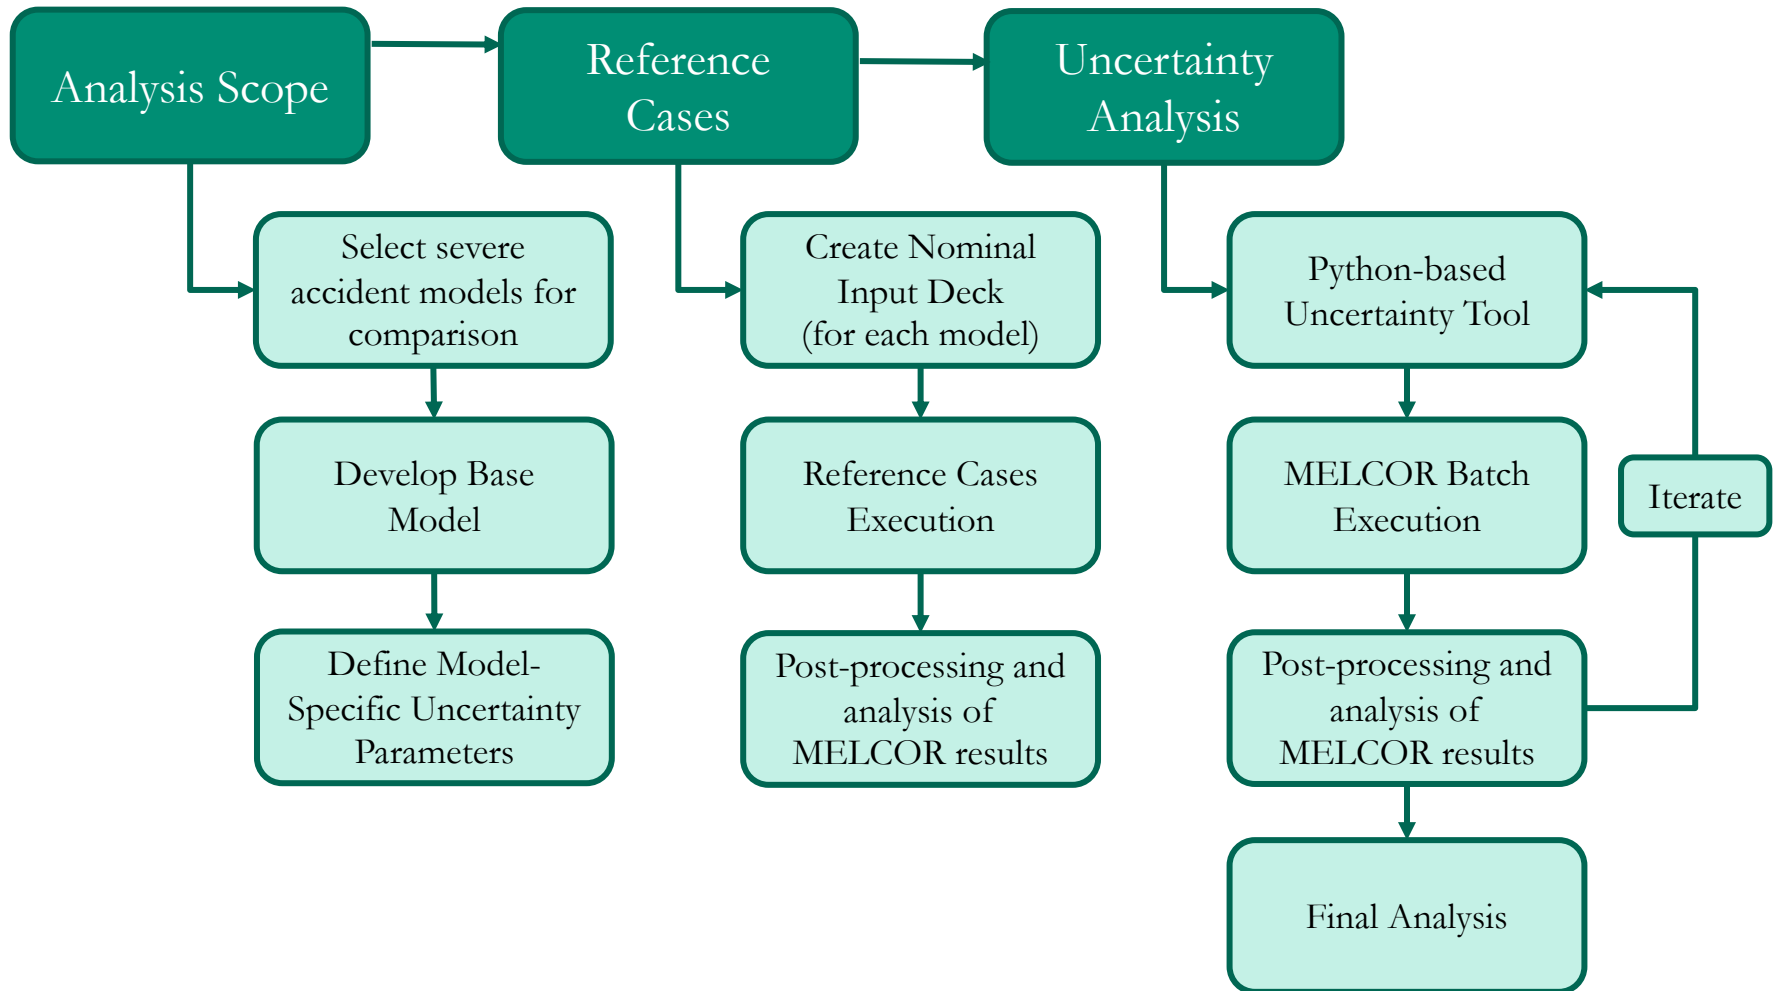 Analysis Scope
Reference
Cases
Uncertainty
Analysis
Select severe
accident models for
comparison
Develop Base
Model
Define Model-
Specific Uncertainty
Parameters
Create Nominal
Input Deck
(for each model)
Reference Cases
Execution
Post-processing and
analysis of
MELCOR results
Python-based
Uncertainty Tool
MELCOR Batch
Execution
Post-processing and
analysis of
MELCOR results
Iterate
Final Analysis